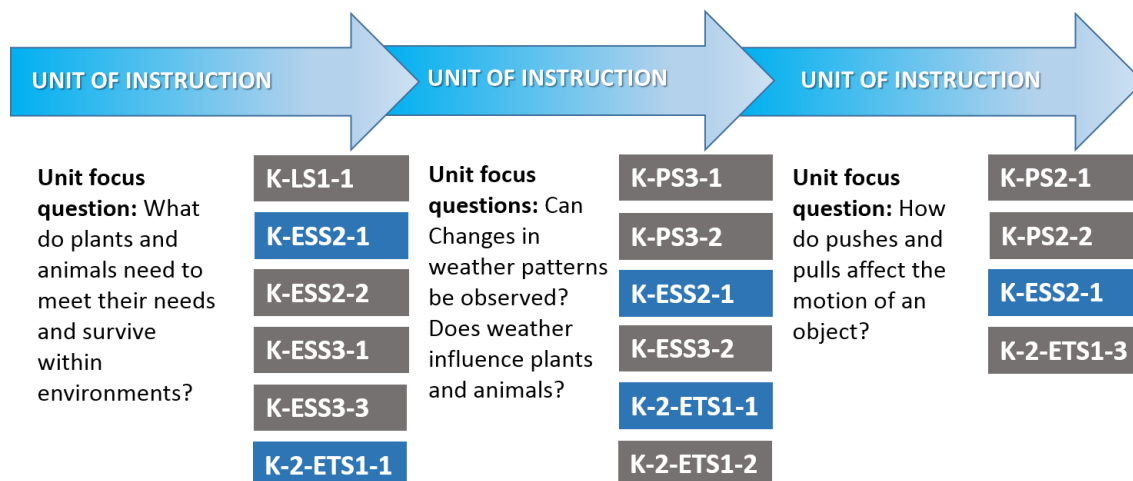 UNIT OF INSTRUCTION
UNIT OF INSTRUCTION
UNIT OF INSTRUCTION
Unit focus
question: What
do plants and
animals need to
meet their needs
and survive
within
environments?
K-LS1-1
K-ESS2-1
K-ESS2-2
K-ESS3-1
K-ESS3-3
K-2-ETS1-1
Unit focus
questions: Can
Changes in
weather patterns
be observed?
Does weather
influence plants
and animals?
K-PS3-1
K-PS3-2
K-ESS2-1
K-ESS3-2
K-2-ETS1-1
K-2-ETS1-2
Unit focus
question: How
do pushes and
pulls affect the
motion of an
object?
K-PS2-1
K-PS2-2
K-ESS2-1
K-2-ETS1-3